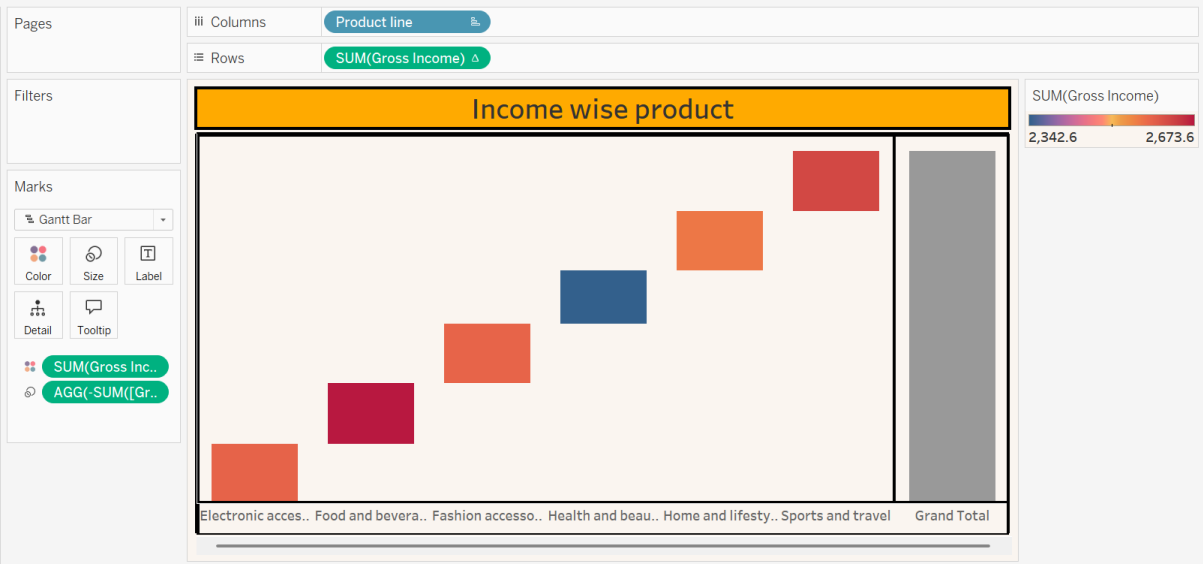 Pages
Columns
Product line
Rows
SUM(Gross Income) Δ
Filters
Income wise product
SUM(Gross Income)
2,342.6 2,673.6
Marks
Gantt Bar
Color Size Label
Detail Tooltip
SUM(Gross Inc..
AGG(-SUM([Gr..
Electronic acces.. Food and bevera.. Fashion accesso.. Health and beau.. Home and lifesty.. Sports and travel Grand Total